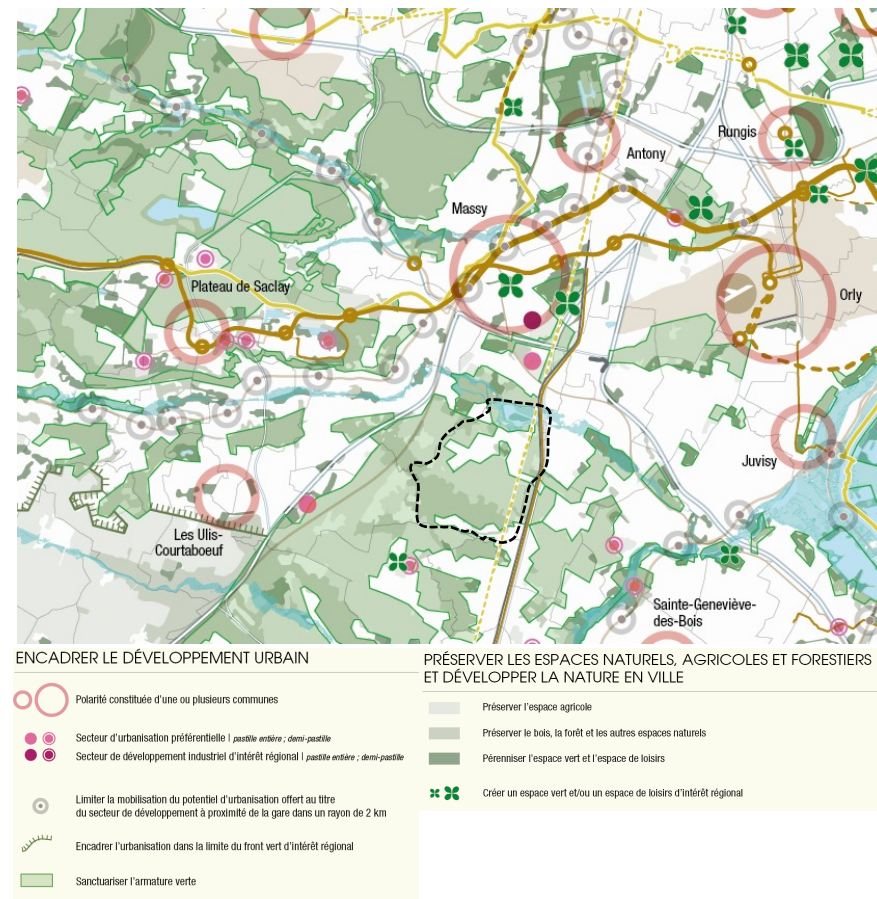 Rungis
Antony
Massy
Plateau de Saclay
Orly
Juvisy
Les Ulis-
Courtaboeuf
Sainte-Geneviève-
des-Bois
ENCADRER LE DÉVELOPPEMENT URBAIN
Polarité constituée d'une ou plusieurs communes
Secteur d'urbanisation préférentielle | pastille entière ; demi-pastille
Secteur de développement industriel d'intérêt régional | pastille entière ; demi-pastille
Limiter la mobilisation du potentiel d'urbanisation offert au titre
du secteur de développement à proximité de la gare dans un rayon de 2 km
Encadrer l'urbanisation dans la limite du front vert d'intérêt régional
Sanctuariser l'armature verte
PRÉSERVER LES ESPACES NATURELS, AGRICOLES ET FORESTIERS
ET DÉVELOPPER LA NATURE EN VILLE
Préserver l'espace agricole
Préserver le bois, la forêt et les autres espaces naturels
Pérenniser l'espace vert et l'espace de loisirs
Créer un espace vert et/ou un espace de loisirs d'intérêt régional